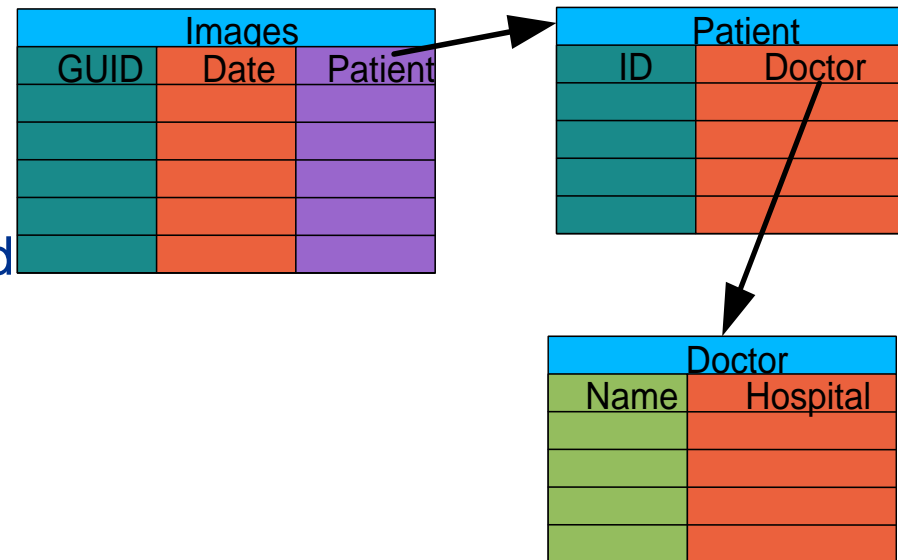 Images
GUID Date Patient
d
Patient
ID Doctor
Doctor
Name Hospital